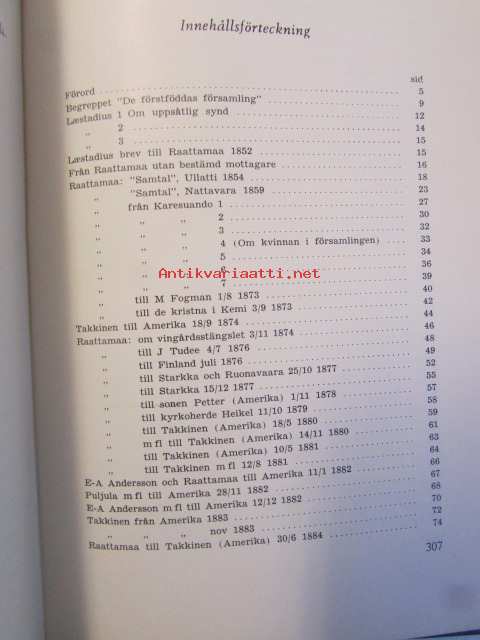 Innehållsförteckning
sid
Förord 5
Begreppet "De förstföddas församling" 9
Læstadius 1 Om uppsåtlig synd 12
„ 2 14
„ 3 15
Læstadius brev till Raattamaa 1852 15
Från Raattamaa utan bestämd mottagare 16
Raattamaa: "Samtal", Ullatti 1854 18
„ "Samtal", Nattavara 1859 23
„ från Karesuando 1 27
„ „ „ 2 30
„ „ „ 3 32
„ „ „ 4 (Om kvinnan i församlingen) 33
„ „ „ 5 34
„ „ „ 6 36
„ „ „ 7 39
Antikvariaatti.net
„ till M Fogman 1/8 1873 40
„ till de kristna i Kemi 3/9 1873 42
Takkinen till Amerika 18/9 1874 44
Raattamaa: om vingårdsstängslet 3/11 1874 46
„ till J Tudee 4/7 1876 48
„ till Finland juli 1876 49
„ till Starkka och Ruonavaara 25/10 1877 52
„ till Starkka 15/12 1877 55
„ till sonen Petter (Amerika) 1/11 1878 57
„ till kyrkoherde Heikel 11/10 1879 58
„ till Takkinen (Amerika) 18/5 1880 59
„ m fl till Takkinen (Amerika) 14/11 1880 61
„ till Takkinen (Amerika) 10/5 1881 63
„ till Takkinen m fl 12/8 1881 64
E-A Andersson och Raattamaa till Amerika 11/1 1882 66
Puljula m fl till Amerika 28/11 1882 67
E-A Andersson m fl till Amerika 12/12 1882 68
Takkinen från Amerika 1883 70
„ „ „ nov 1883 72
Raattamaa till Takkinen (Amerika) 30/6 1884 74
307